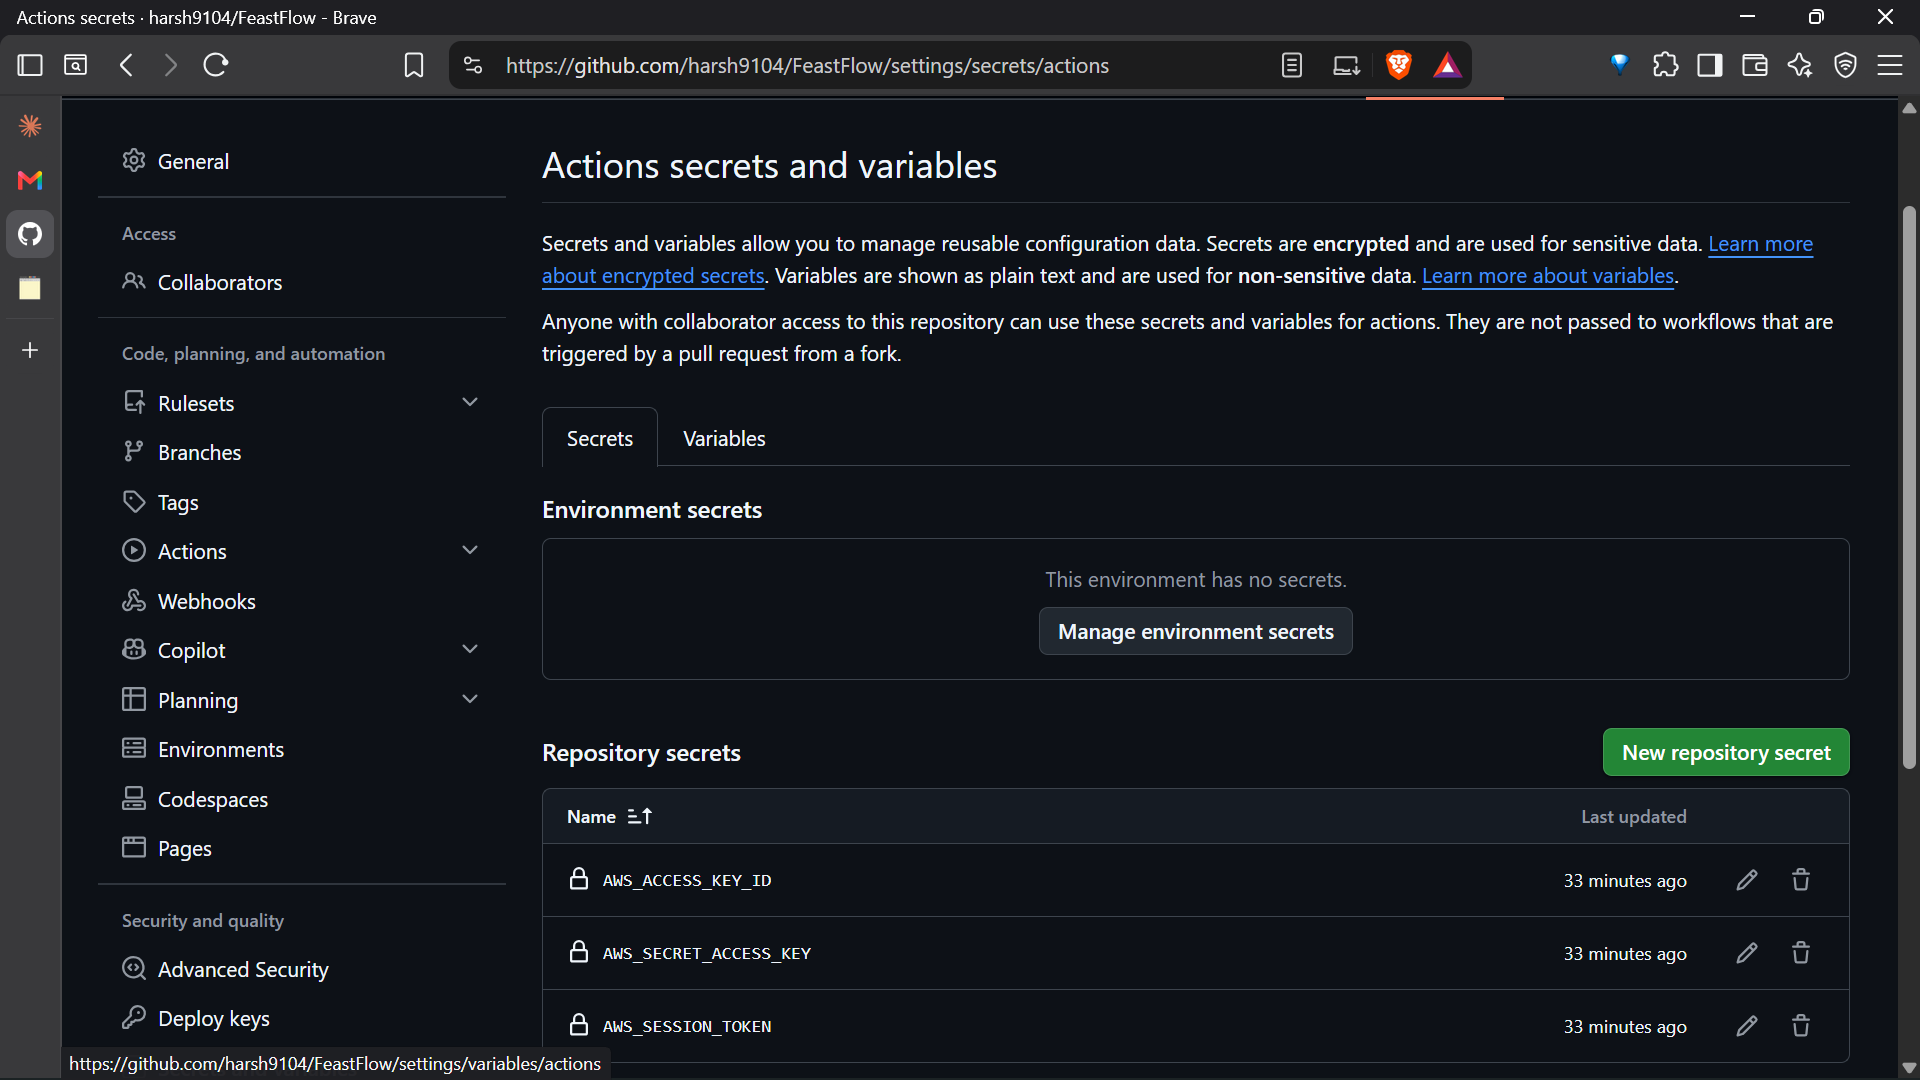 Actions secrets · harsh9104/FeastFlow - Brave
https://github.com/harsh9104/FeastFlow/settings/secrets/actions
General
Access
Collaborators
Code, planning, and automation
Rulesets
Branches
Tags
Actions
Webhooks
Copilot
Planning
Environments
Codespaces
Pages
Security and quality
Advanced Security
Deploy keys
Actions secrets and variables
Secrets and variables allow you to manage reusable configuration data. Secrets are encrypted and are used for sensitive data. Learn more
about encrypted secrets. Variables are shown as plain text and are used for non-sensitive data. Learn more about variables.
Anyone with collaborator access to this repository can use these secrets and variables for actions. They are not passed to workflows that are
triggered by a pull request from a fork.
Secrets Variables
Environment secrets
This environment has no secrets.
Manage environment secrets
Repository secrets New repository secret
Name Last updated
AWS_ACCESS_KEY_ID 33 minutes ago
AWS_SECRET_ACCESS_KEY 33 minutes ago
AWS_SESSION_TOKEN 33 minutes ago
https://github.com/harsh9104/FeastFlow/settings/variables/actions